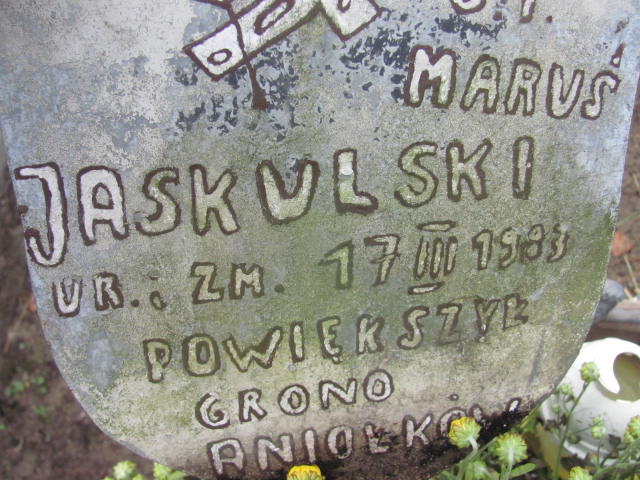 Ś.P.
MARUŚ
JASKULSKI
UR. I ZM. 17 III 1983
POWIĘKSZYŁ
GRONO
ANIOŁKÓW